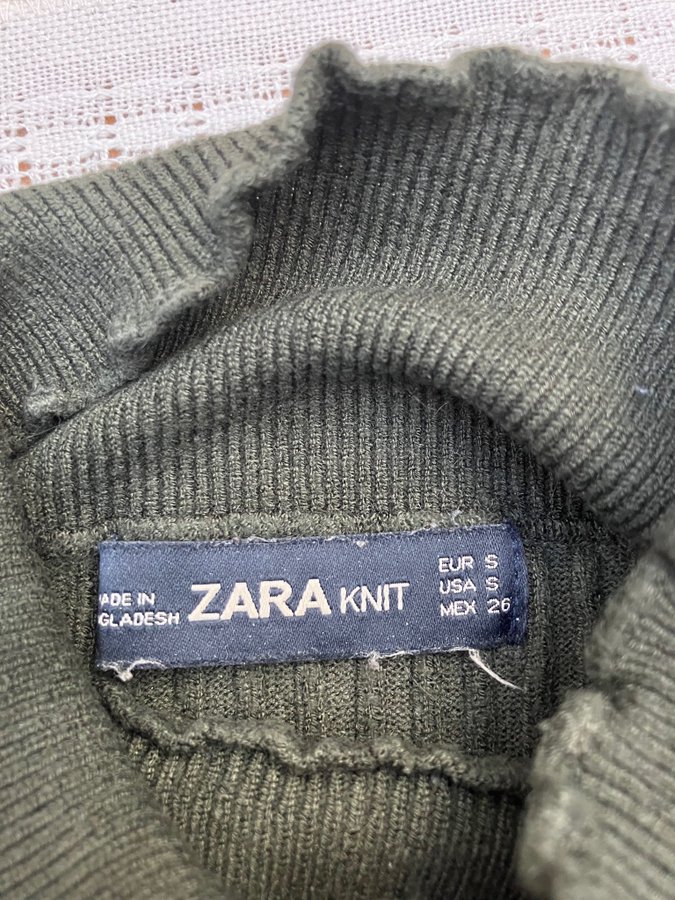 ADE IN
GLADESH
ZARA KNIT
EUR S
USA S
MEX 26